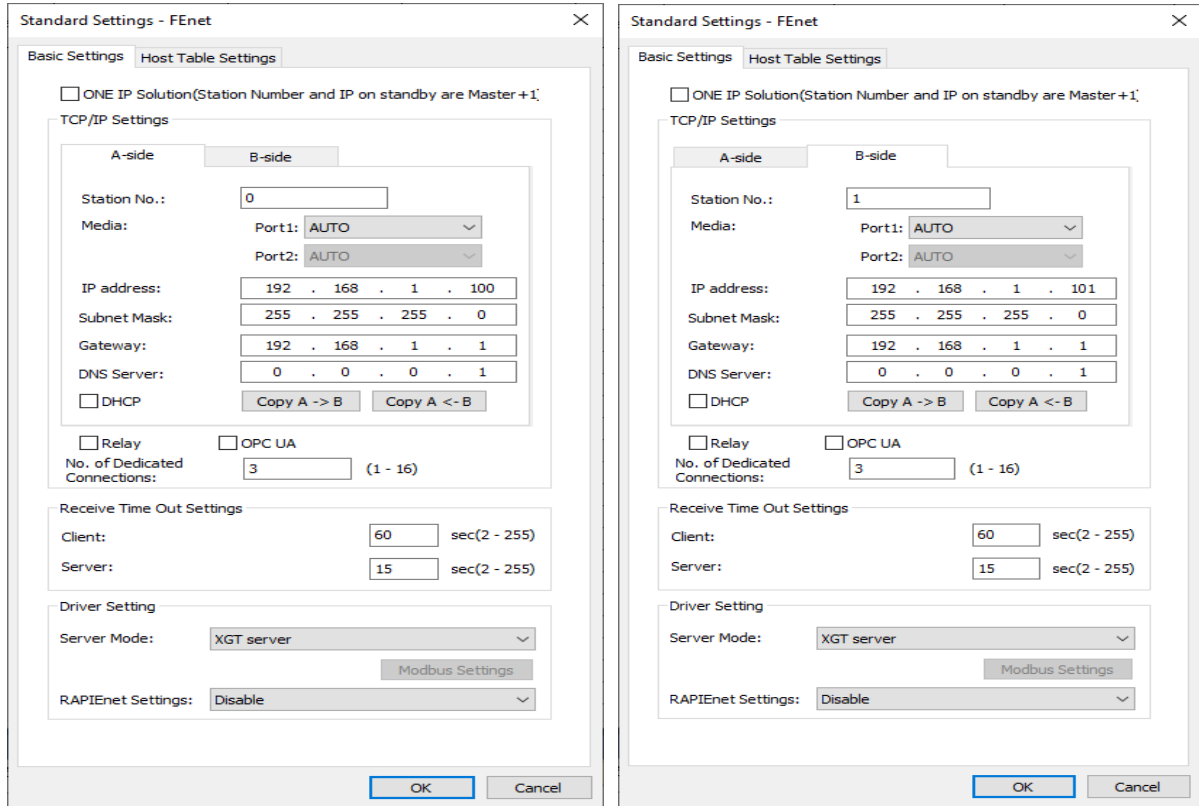 Standard Settings - FEnet
Basic Settings Host Table Settings
ONE IP Solution(Station Number and IP on standby are Master+1)
TCP/IP Settings
A-side B-side
Station No.: 0
Media: Port1: AUTO
Port2: AUTO
IP address: 192 . 168 . 1 . 100
Subnet Mask: 255 . 255 . 255 . 0
Gateway: 192 . 168 . 1 . 1
DNS Server: 0 . 0 . 0 . 1
DHCP Copy A -> B Copy A <- B
Relay OPC UA
No. of Dedicated
Connections: 3 (1 - 16)
Receive Time Out Settings
Client: 60 sec(2 - 255)
Server: 15 sec(2 - 255)
Driver Setting
Server Mode: XGT server
Modbus Settings
RAPIEnet Settings: Disable
OK Cancel
Standard Settings - FEnet
Basic Settings Host Table Settings
ONE IP Solution(Station Number and IP on standby are Master+1)
TCP/IP Settings
A-side B-side
Station No.: 1
Media: Port1: AUTO
Port2: AUTO
IP address: 192 . 168 . 1 . 101
Subnet Mask: 255 . 255 . 255 . 0
Gateway: 192 . 168 . 1 . 1
DNS Server: 0 . 0 . 0 . 1
DHCP Copy A -> B Copy A <- B
Relay OPC UA
No. of Dedicated
Connections: 3 (1 - 16)
Receive Time Out Settings
Client: 60 sec(2 - 255)
Server: 15 sec(2 - 255)
Driver Setting
Server Mode: XGT server
Modbus Settings
RAPIEnet Settings: Disable
OK Cancel